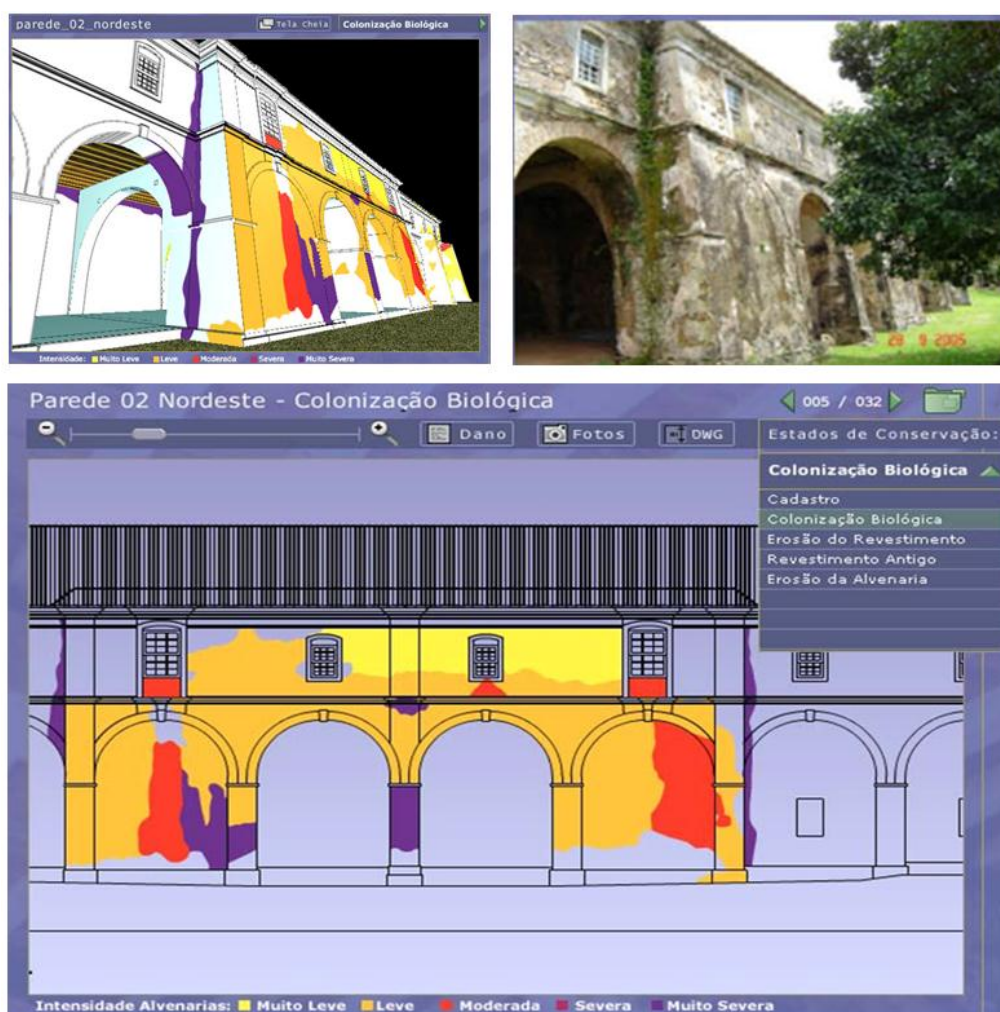 parede_02_nordeste
Tela Cheia
Colonização Biológica
Intensidade: Muito Leve Leve Moderada Severa Muito Severa
28 9 2005
Parede 02 Nordeste - Colonização Biológica
005 / 032
Dano
Fotos
DWG
Estados de Conservação:
Colonização Biológica
Cadastro
Colonização Biológica
Erosão do Revestimento
Revestimento Antigo
Erosão da Alvenaria
Intensidade Alvenarias: Muito Leve Leve Moderada Severa Muito Severa